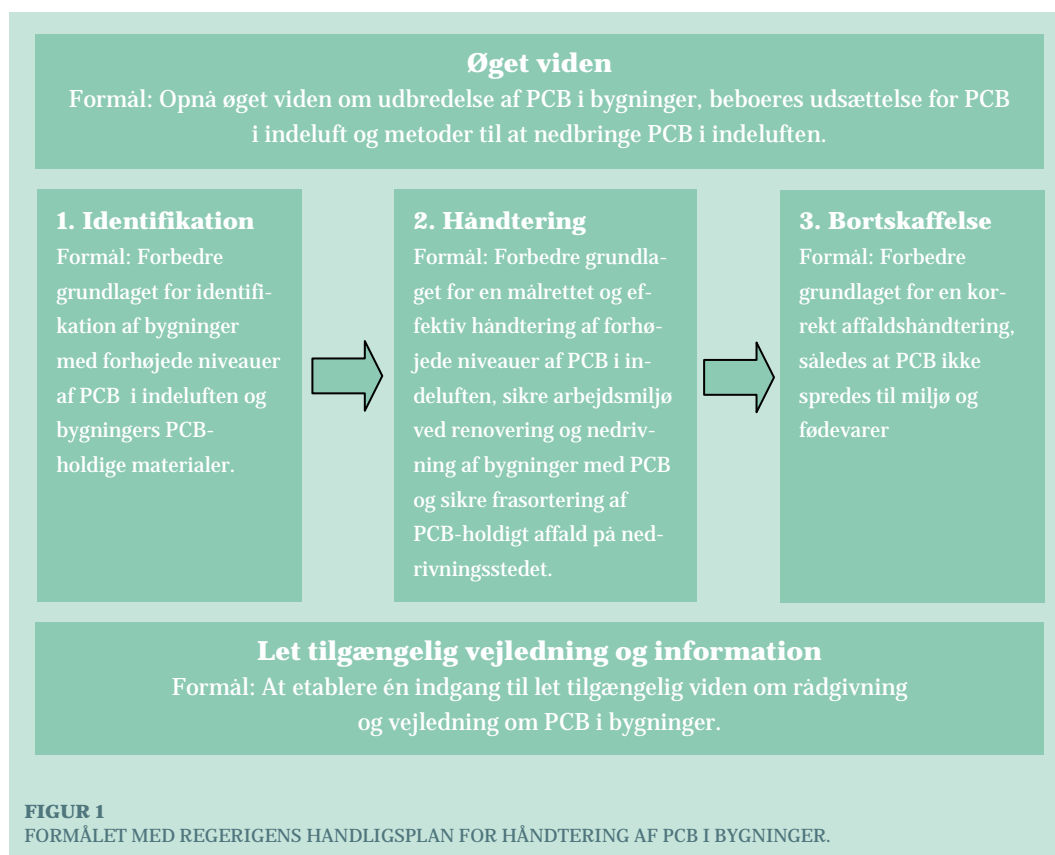 Øget viden
Formål: Opnå øget viden om udbredelse af PCB i bygninger, beboeres udsættelse for PCB
i indeluft og metoder til at nedbringe PCB i indeluften.
1. Identifikation
Formål: Forbedre
grundlaget for identifi-
kation af bygninger
med forhøjede niveauer
af PCB i indeluften og
bygningers PCB-
holdige materialer.
2. Håndtering
Formål: Forbedre grundla-
get for en målrettet og ef-
fektiv håndtering af forhø-
jede niveauer af PCB i in-
deluften, sikre arbejdsmiljø
ved renovering og nedriv-
ning af bygninger med PCB
og sikre frasortering af
PCB-holdigt affald på ned-
rivningsstedet.
3. Bortskaffelse
Formål: Forbedre
grundlaget for en kor-
rekt affaldshåndtering,
således at PCB ikke
spredes til miljø og
fødevarer
Let tilgængelig vejledning og information
Formål: At etablere én indgang til let tilgængelig viden om rådgivning
og vejledning om PCB i bygninger.
FIGUR 1
FORMÅLET MED REGERIGENS HANDLIGSPLAN FOR HÅNDTERING AF PCB I BYGNINGER.